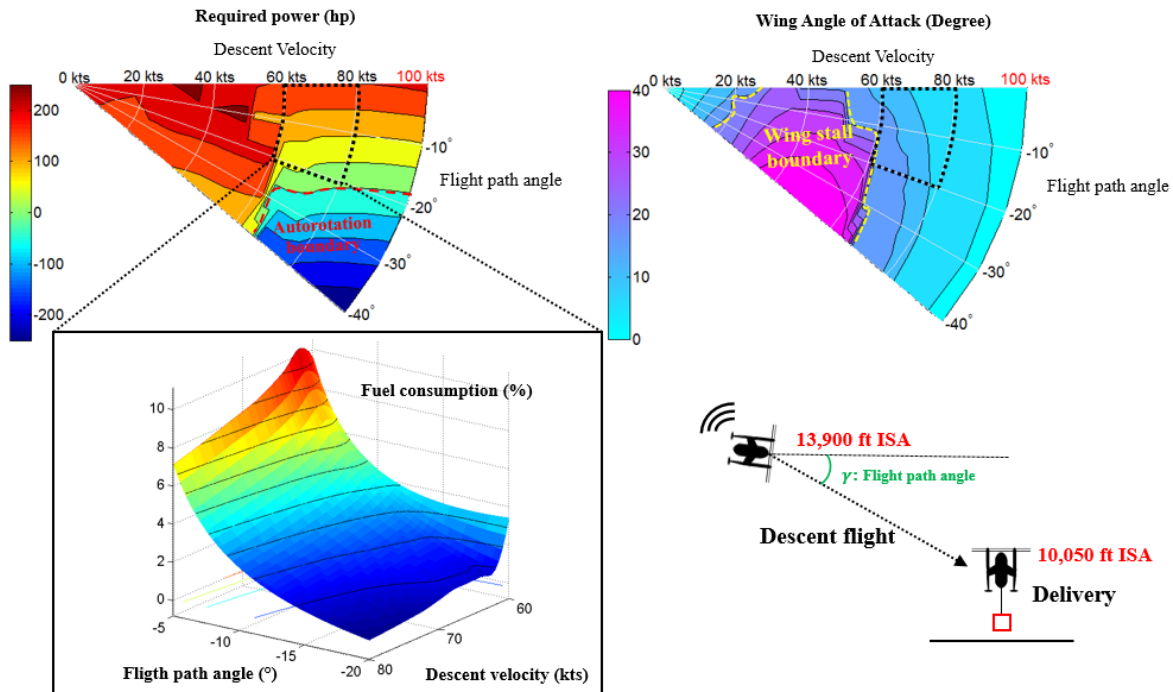 Required power (hp)
Descent Velocity
0 kts 20 kts 40 kts 60 kts 80 kts 100 kts
200
100
0
-100
-200
-10°
Flight path angle
-20°
-30°
-40°
Autorotation
boundary
Wing Angle of Attack (Degree)
Descent Velocity
0 kts 20 kts 40 kts 60 kts 80 kts 100 kts
40
30
20
10
0
Wing stall
boundary
-10°
Flight path angle
-20°
-30°
-40°
Fuel consumption (%)
10
8
6
4
2
0
-5
-10
-15
-20
80
70
60
Fligth path angle (°)
Descent velocity (kts)
13,900 ft ISA
γ: Flight path angle
Descent flight
10,050 ft ISA
Delivery